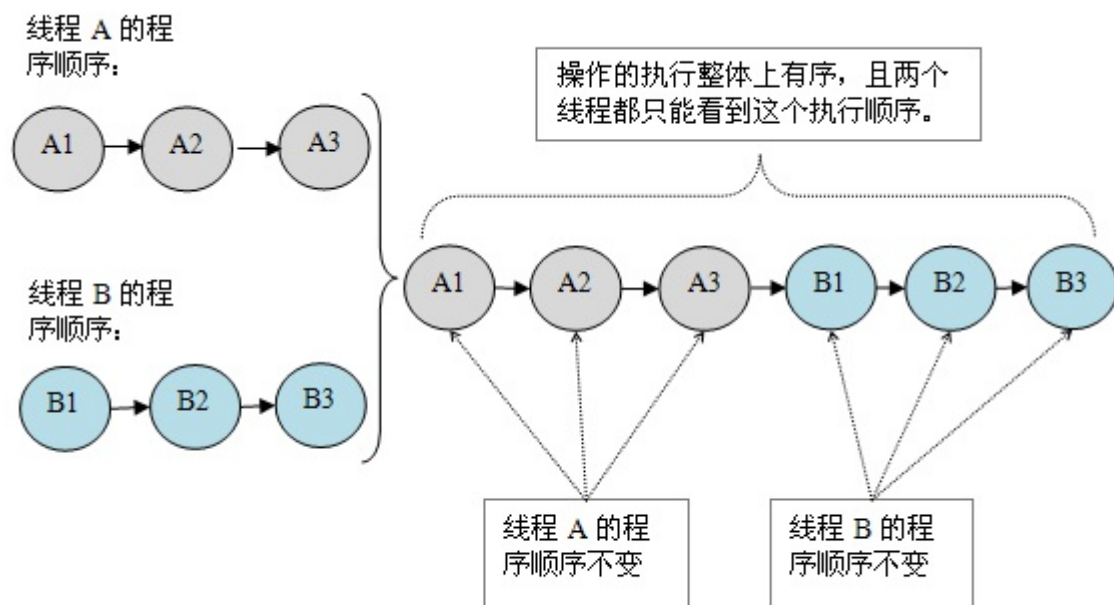 线程 A 的程
序顺序：
A1 A2 A3
操作的执行整体上有序，且两个
线程都只能看到这个执行顺序。
A1 A2 A3 B1 B2 B3
线程 B 的程
序顺序：
B1 B2 B3
线程 A 的程
序顺序不变
线程 B 的程
序顺序不变